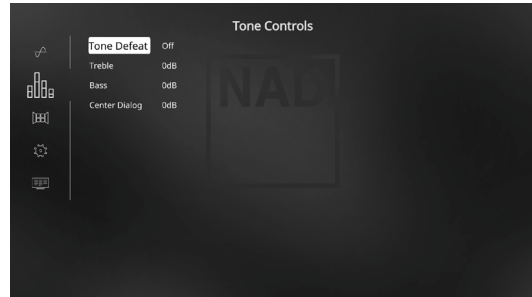 Tone Controls
Tone Defeat Off
Treble 0dB
Bass 0dB
Center Dialog 0dB
NAD